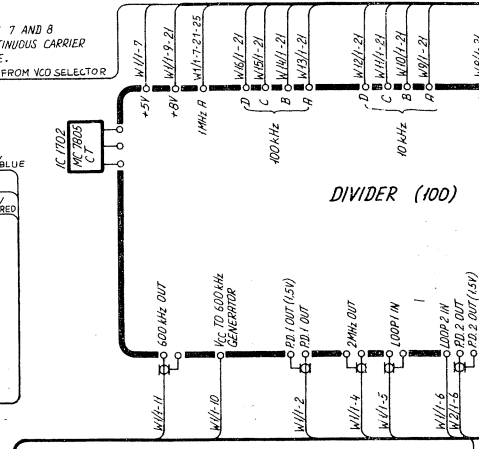 7 AND 8
TINUOUS CARRIER
E.
FROM VCO SELECTOR
W1/1-7
W1/1-9-21
W1/1-7-21-25
W16/1-21
W15/1-21
W14/1-21
W13/1-21
W12/1-21
W11/1-21
W10/1-21
W9/1-21
+5V
+8V
1MHz A
D
C
B
A
100kHz
D
C
B
A
10kHz
IC 1702
MC 7805
CT
BLUE
RED
DIVIDER (100)
600kHz OUT
VCC TO 600kHz
GENERATOR
P.D. 1 OUT (1.5V)
P.D. 1 OUT
2MHz OUT
LOOP 1 IN
LOOP 2 IN
P.D. 2 OUT
P.D. 2 OUT (1.5V)
W1/1-11
W1/1-10
W1/1-2
W1/1-4
W1/1-5
W1/1-6
W2/1-6